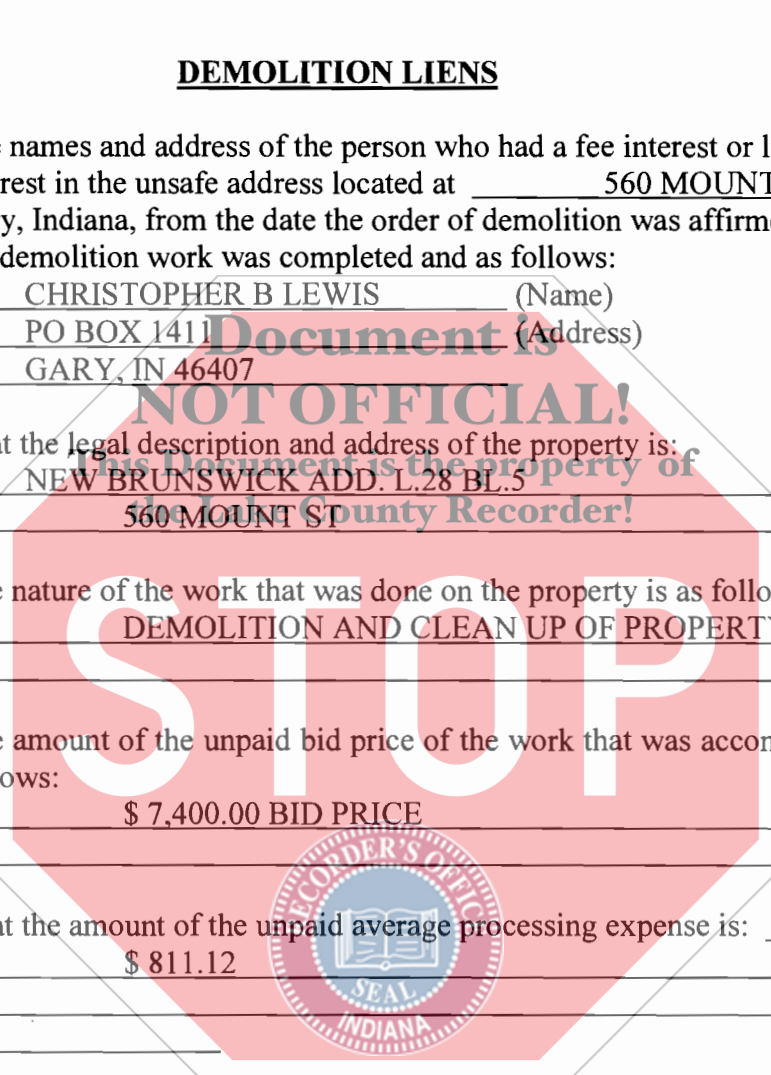 DEMOLITION LIENS
e names and address of the person who had a fee interest or l
rest in the unsafe address located at 560 MOUNT
y, Indiana, from the date the order of demolition was affirm
demolition work was completed and as follows:
CHRISTOPHER B LEWIS (Name)
PO BOX 1411 (Address)
GARY, IN 46407
Document is
NOT OFFICIAL!
This Document is the property of
the Lake County Recorder!
at the legal description and address of the property is:
NEW BRUNSWICK ADD. L.28 BL.5
560 MOUNT ST
e nature of the work that was done on the property is as follo
DEMOLITION AND CLEAN UP OF PROPERTY
STOP
e amount of the unpaid bid price of the work that was accom
ows:
$ 7,400.00 BID PRICE
at the amount of the unpaid average processing expense is:
$ 811.12
RECORDER'S OFFICE
SEAL
INDIANA